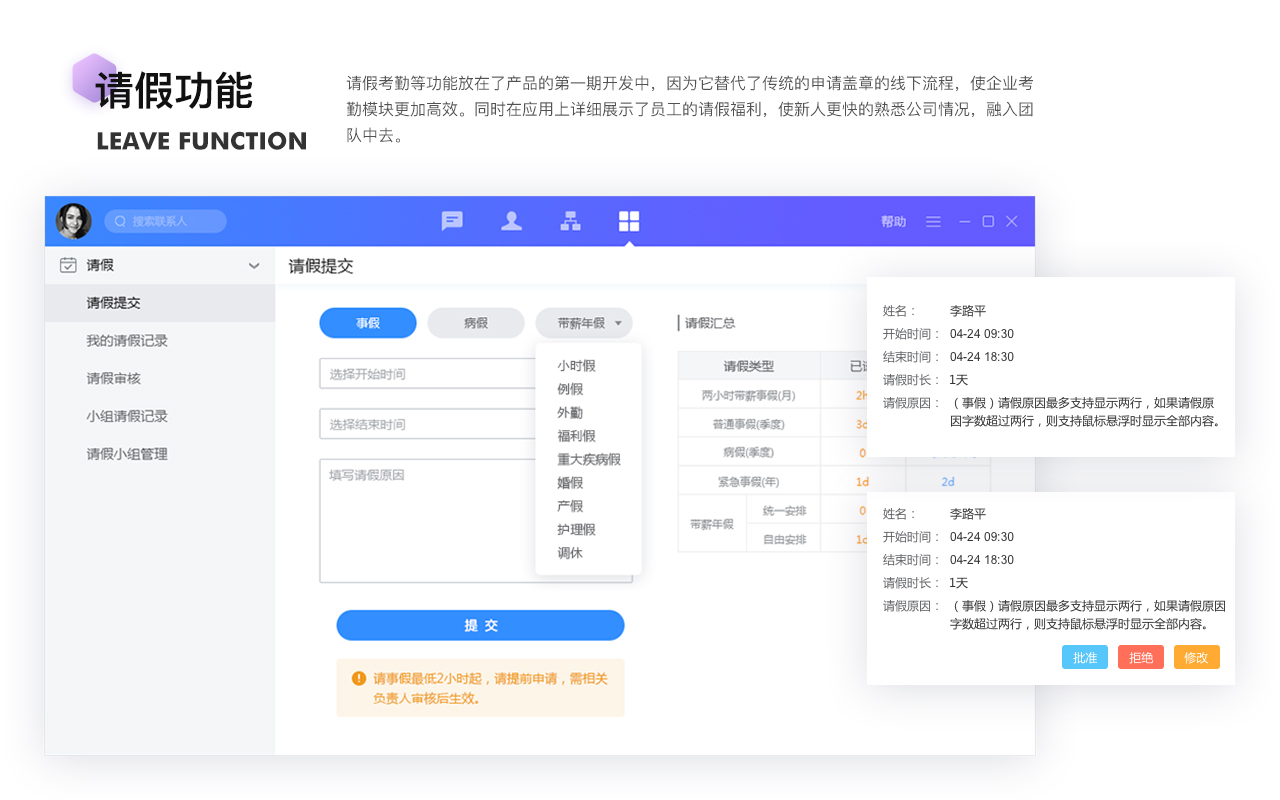 请假功能
LEAVE FUNCTION
请假考勤等功能放在了产品的第一期开发中，因为它替代了传统的申请盖章的线下流程，使企业考
勤模块更加高效。同时在应用上详细展示了员工的请假福利，使新人更快的熟悉公司情况，融入团
队中去。
搜索联系人
帮助
请假
请假提交
我的请假记录
请假审核
小组请假记录
请假小组管理
请假提交
事假
病假
带薪年假
小时假
例假
外勤
福利假
重大疾病假
婚假
产假
护理假
调休
选择开始时间
选择结束时间
填写请假原因
提 交
请事假最低2小时起，请提前申请，需相关
负责人审核后生效。
请假汇总
请假类型
两小时带薪事假(月)
普通事假(季度) 3d
病假(季度) 0
紧急事假(年) 1d 2d
带薪年假
统一安排 0
自由安排
姓名： 李路平
开始时间： 04-24 09:30
结束时间： 04-24 18:30
请假时长： 1天
请假原因： （事假）请假原因最多支持显示两行，如果请假原
因字数超过两行，则支持鼠标悬浮时显示全部内容。
姓名： 李路平
开始时间： 04-24 09:30
结束时间： 04-24 18:30
请假时长： 1天
请假原因： （事假）请假原因最多支持显示两行，如果请假原因
字数超过两行，则支持鼠标悬浮时显示全部内容。
批准 拒绝 修改